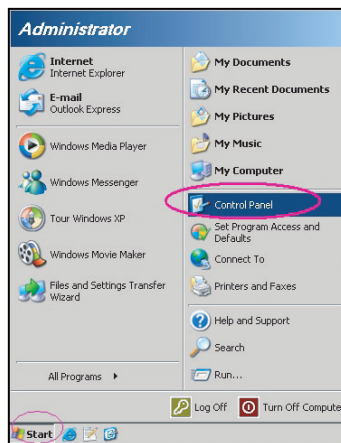 Administrator
Internet
Internet Explorer
E-mail
Outlook Express
Windows Media Player
Windows Messenger
Tour Windows XP
Windows Movie Maker
Files and Settings Transfer
Wizard
All Programs
My Documents
My Recent Documents
My Pictures
My Music
My Computer
Control Panel
Set Program Access and
Defaults
Connect To
Printers and Faxes
Help and Support
Search
Run...
Log Off
Turn Off Compute
Start